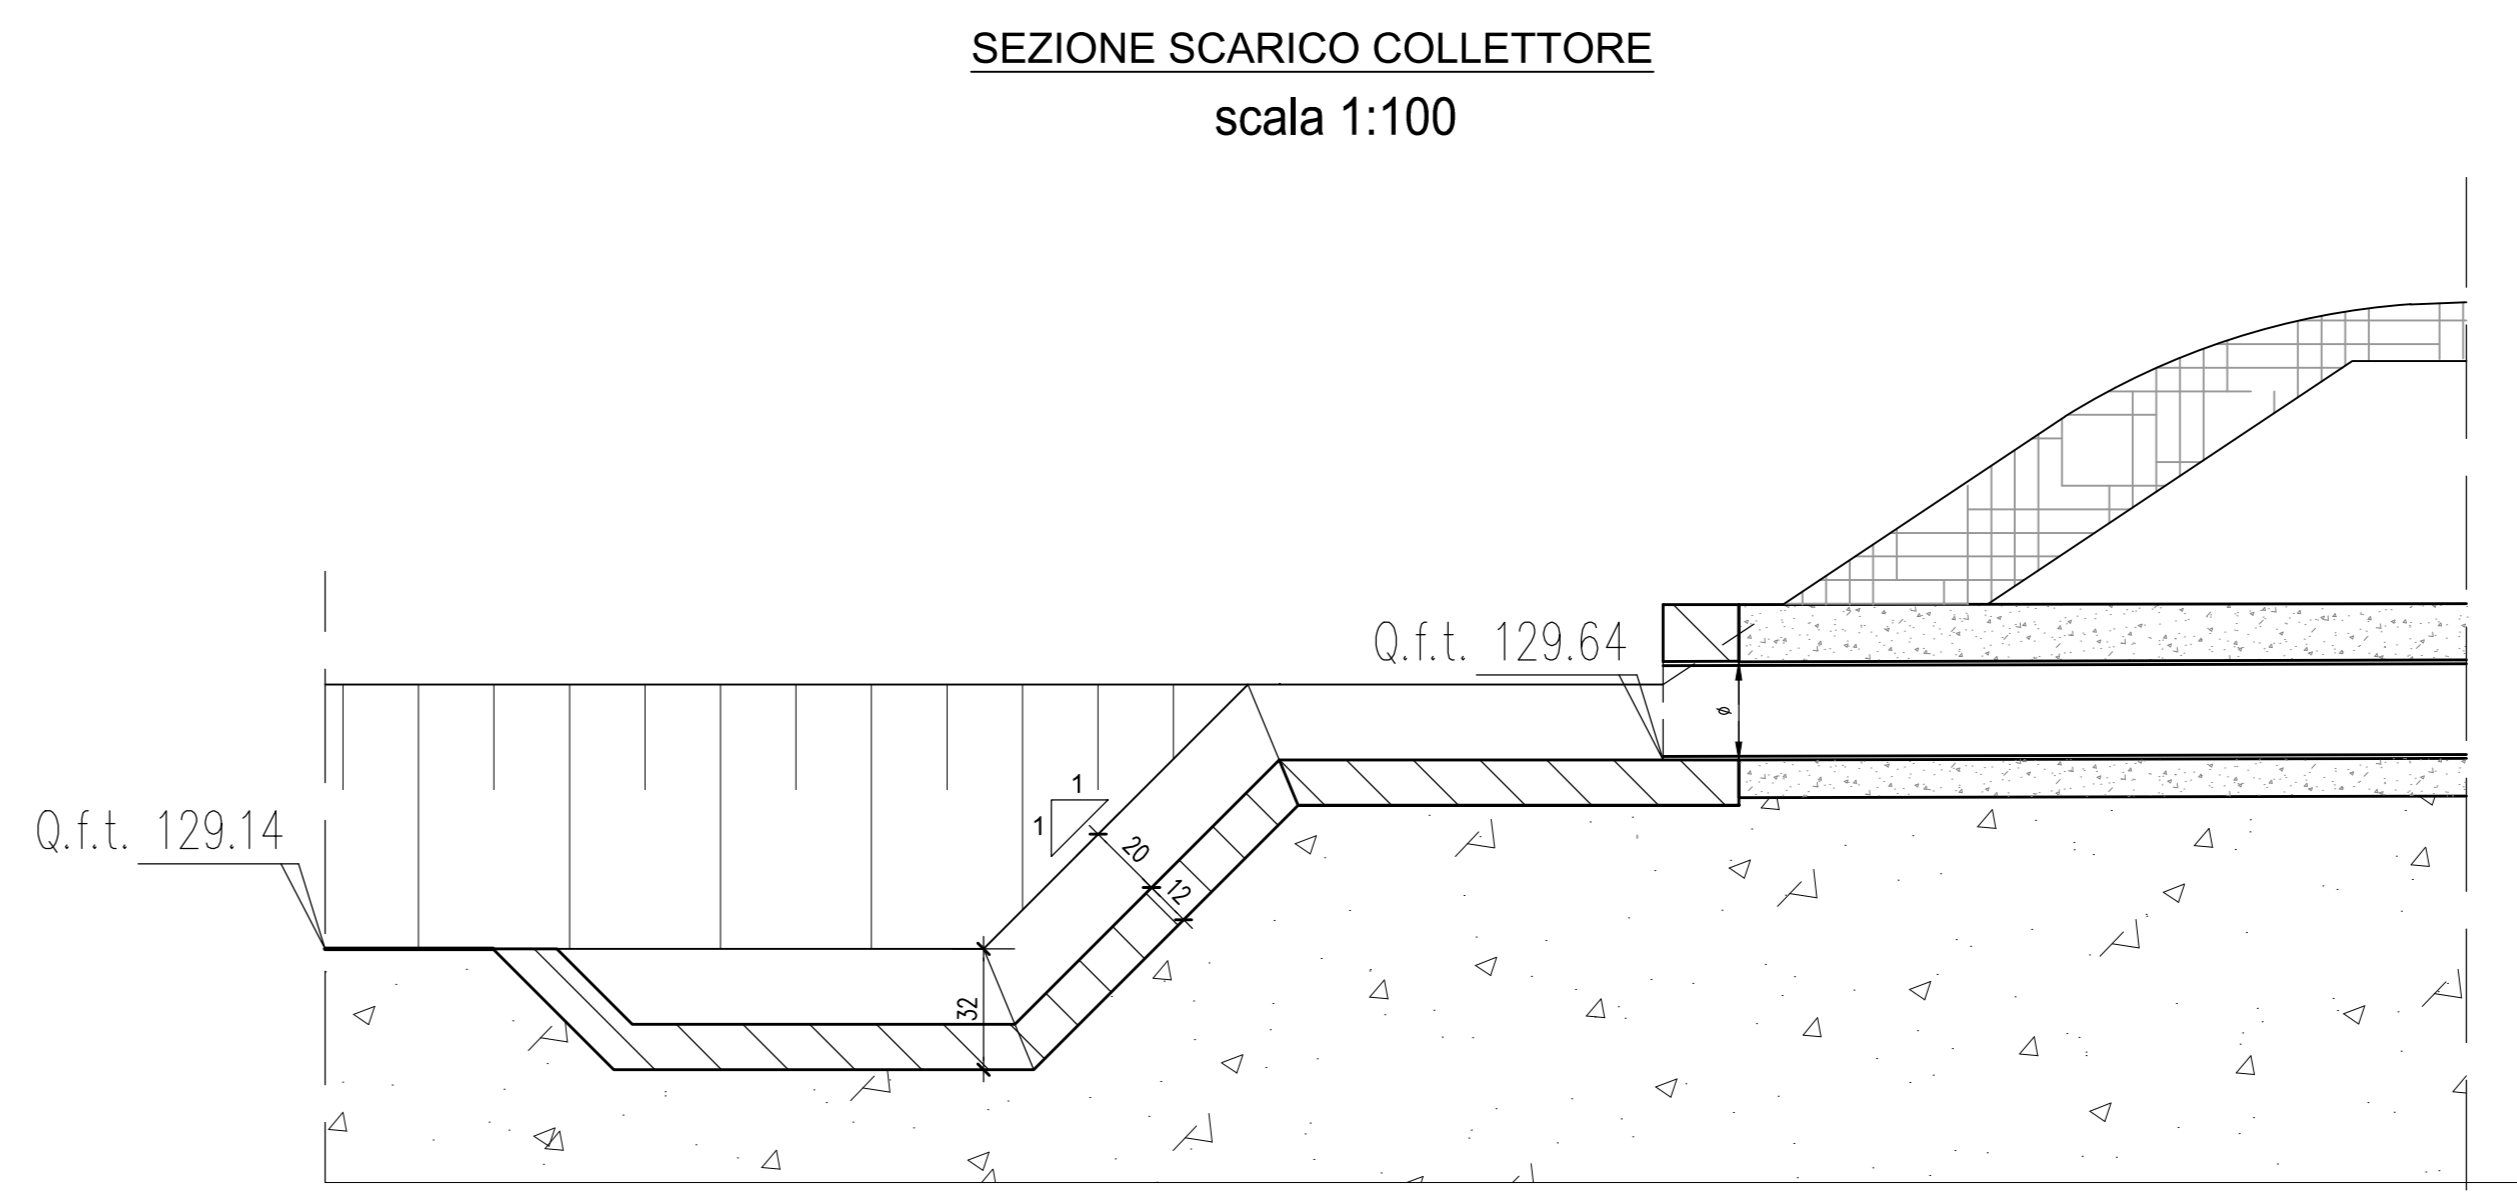 SEZIONE SCARICO COLLETTORE
scala 1:100
Q.f.t. 129.64
ø
1
1
Q.f.t. 129.14
20
12
32